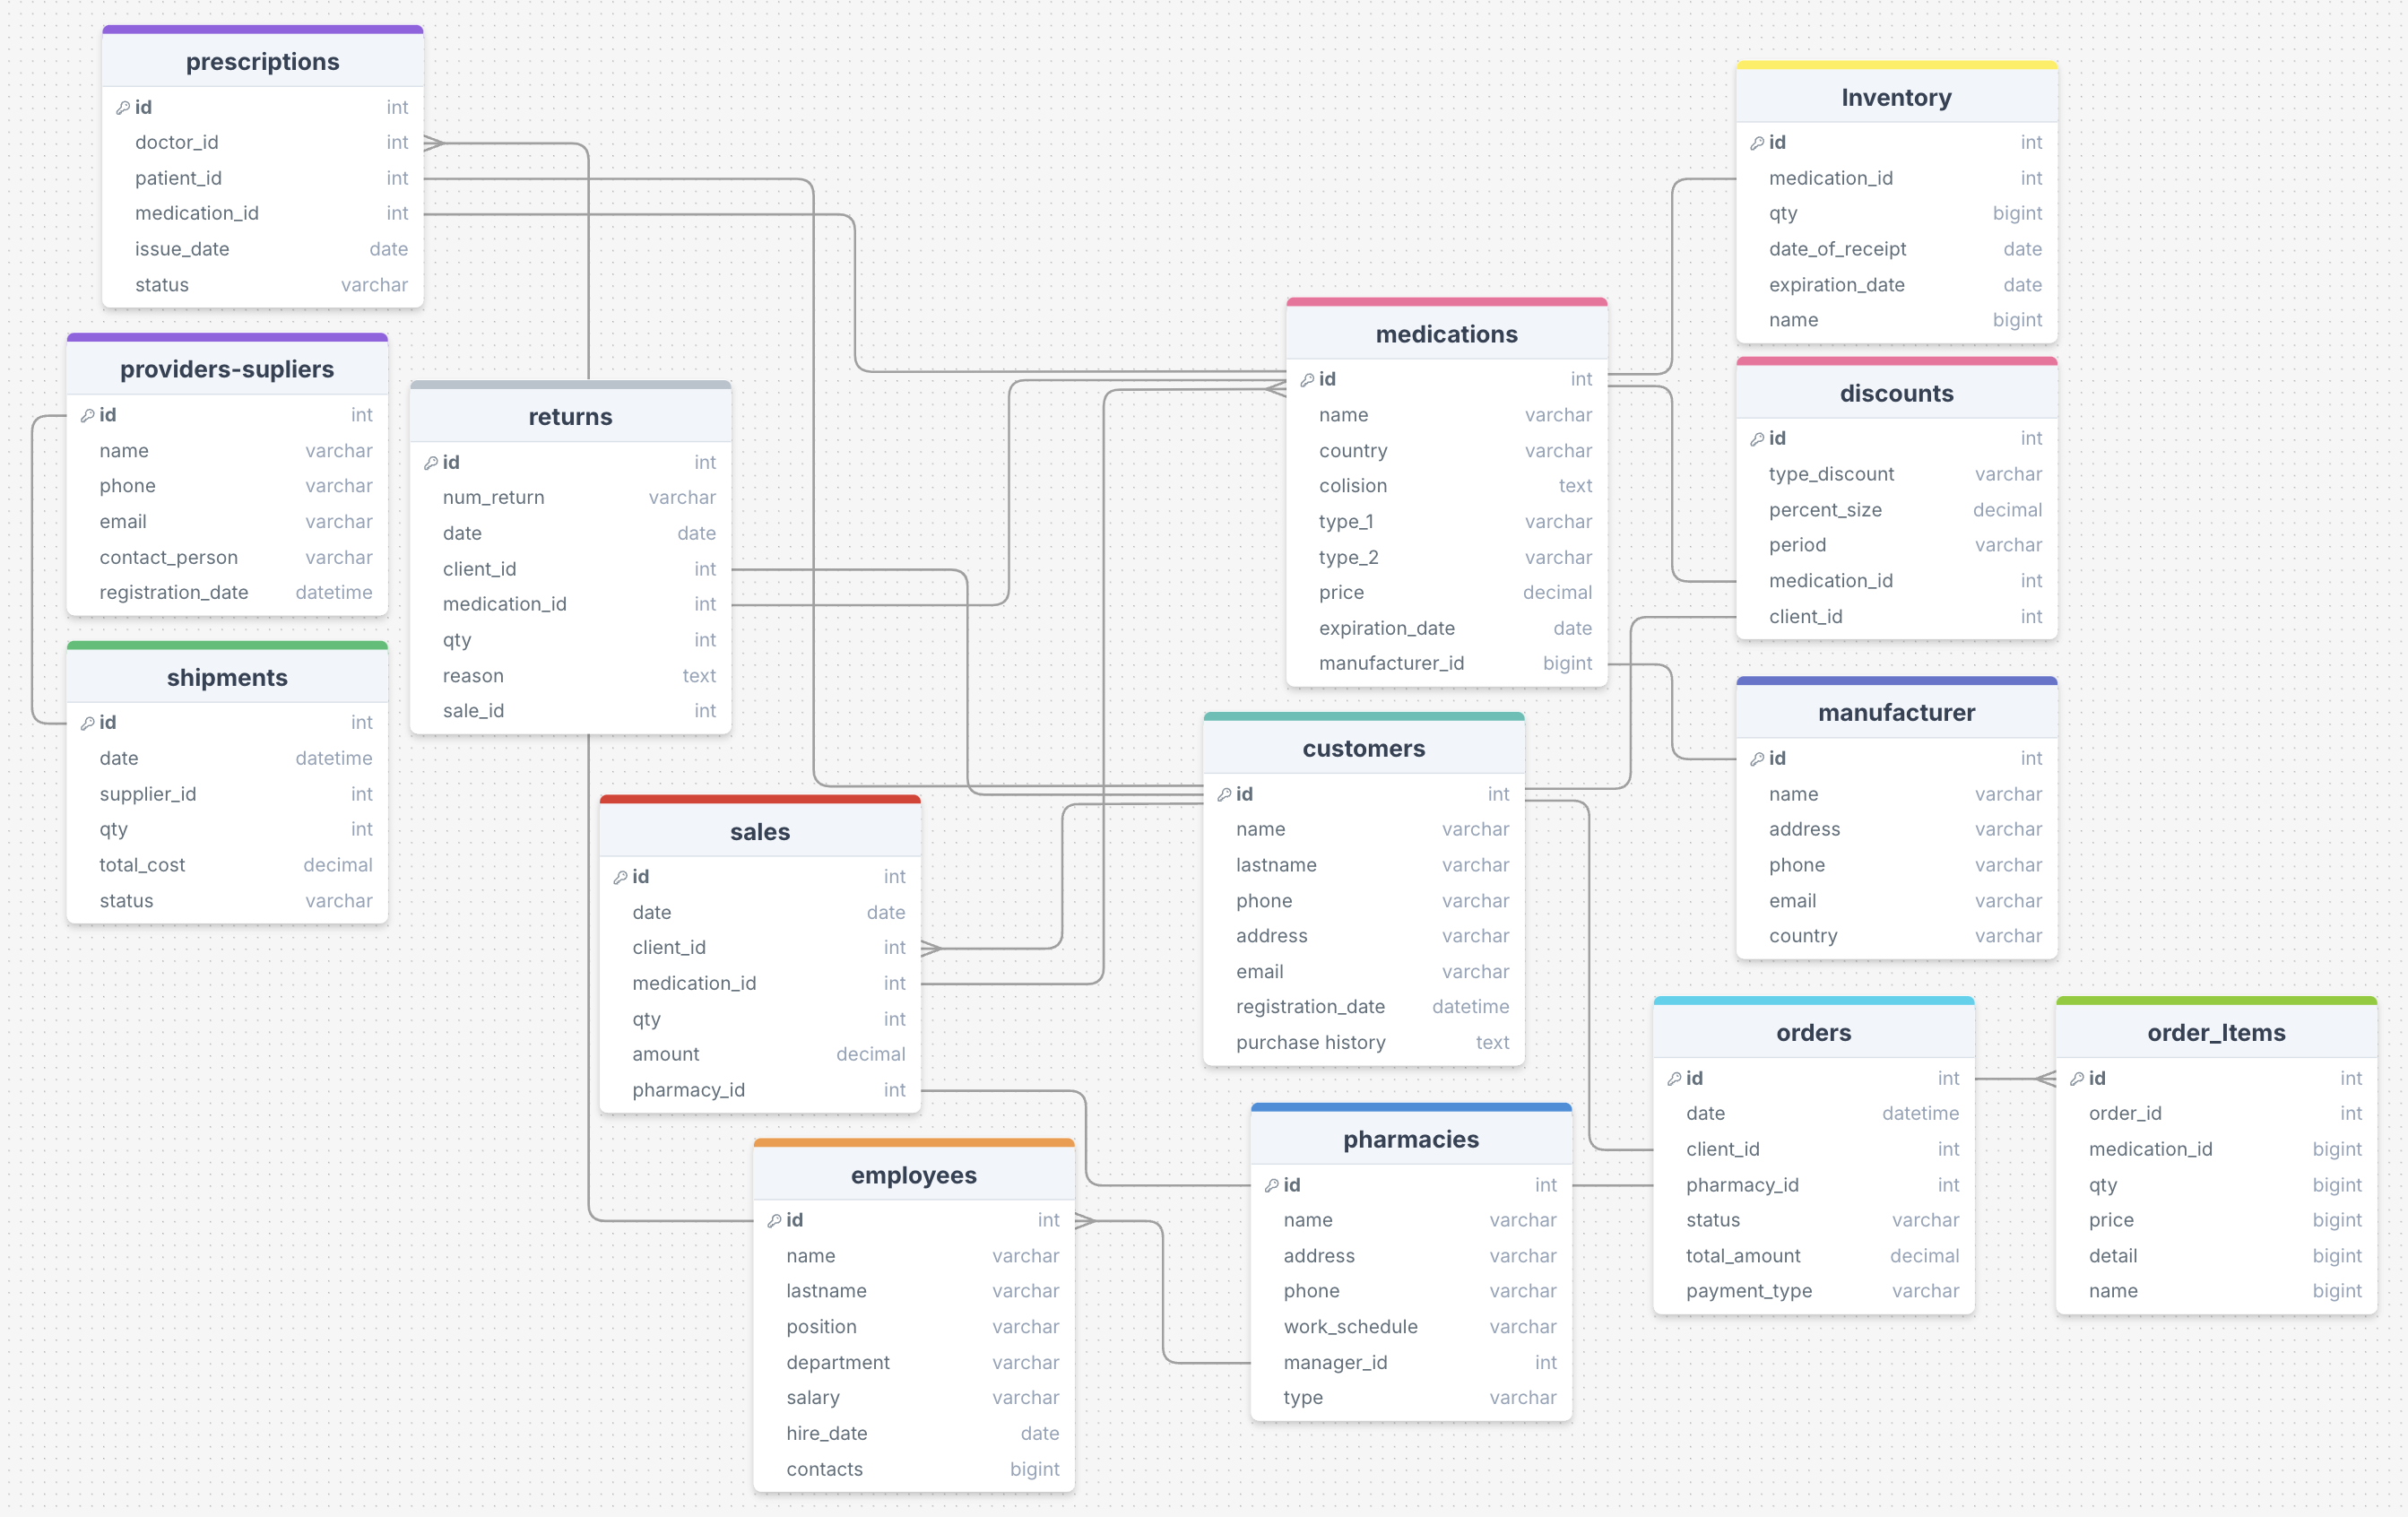 prescriptions
id int
doctor_id int
patient_id int
medication_id int
issue_date date
status varchar
providers-supliers
id int
name varchar
phone varchar
email varchar
contact_person varchar
registration_date datetime
shipments
id int
date datetime
supplier_id int
qty int
total_cost decimal
status varchar
returns
id int
num_return varchar
date date
client_id int
medication_id int
qty int
reason text
sale_id int
sales
id int
date date
client_id int
medication_id int
qty int
amount decimal
pharmacy_id int
employees
id int
name varchar
lastname varchar
position varchar
department varchar
salary varchar
hire_date date
contacts bigint
medications
id int
name varchar
country varchar
colision text
type_1 varchar
type_2 varchar
price decimal
expiration_date date
manufacturer_id bigint
customers
id int
name varchar
lastname varchar
phone varchar
address varchar
email varchar
registration_date datetime
purchase history text
pharmacies
id int
name varchar
address varchar
phone varchar
work_schedule varchar
manager_id int
type varchar
Inventory
id int
medication_id int
qty bigint
date_of_receipt date
expiration_date date
name bigint
discounts
id int
type_discount varchar
percent_size decimal
period varchar
medication_id int
client_id int
manufacturer
id int
name varchar
address varchar
phone varchar
email varchar
country varchar
orders
id int
date datetime
client_id int
pharmacy_id int
status varchar
total_amount decimal
payment_type varchar
order_Items
id int
order_id int
medication_id bigint
qty bigint
price bigint
detail bigint
name bigint